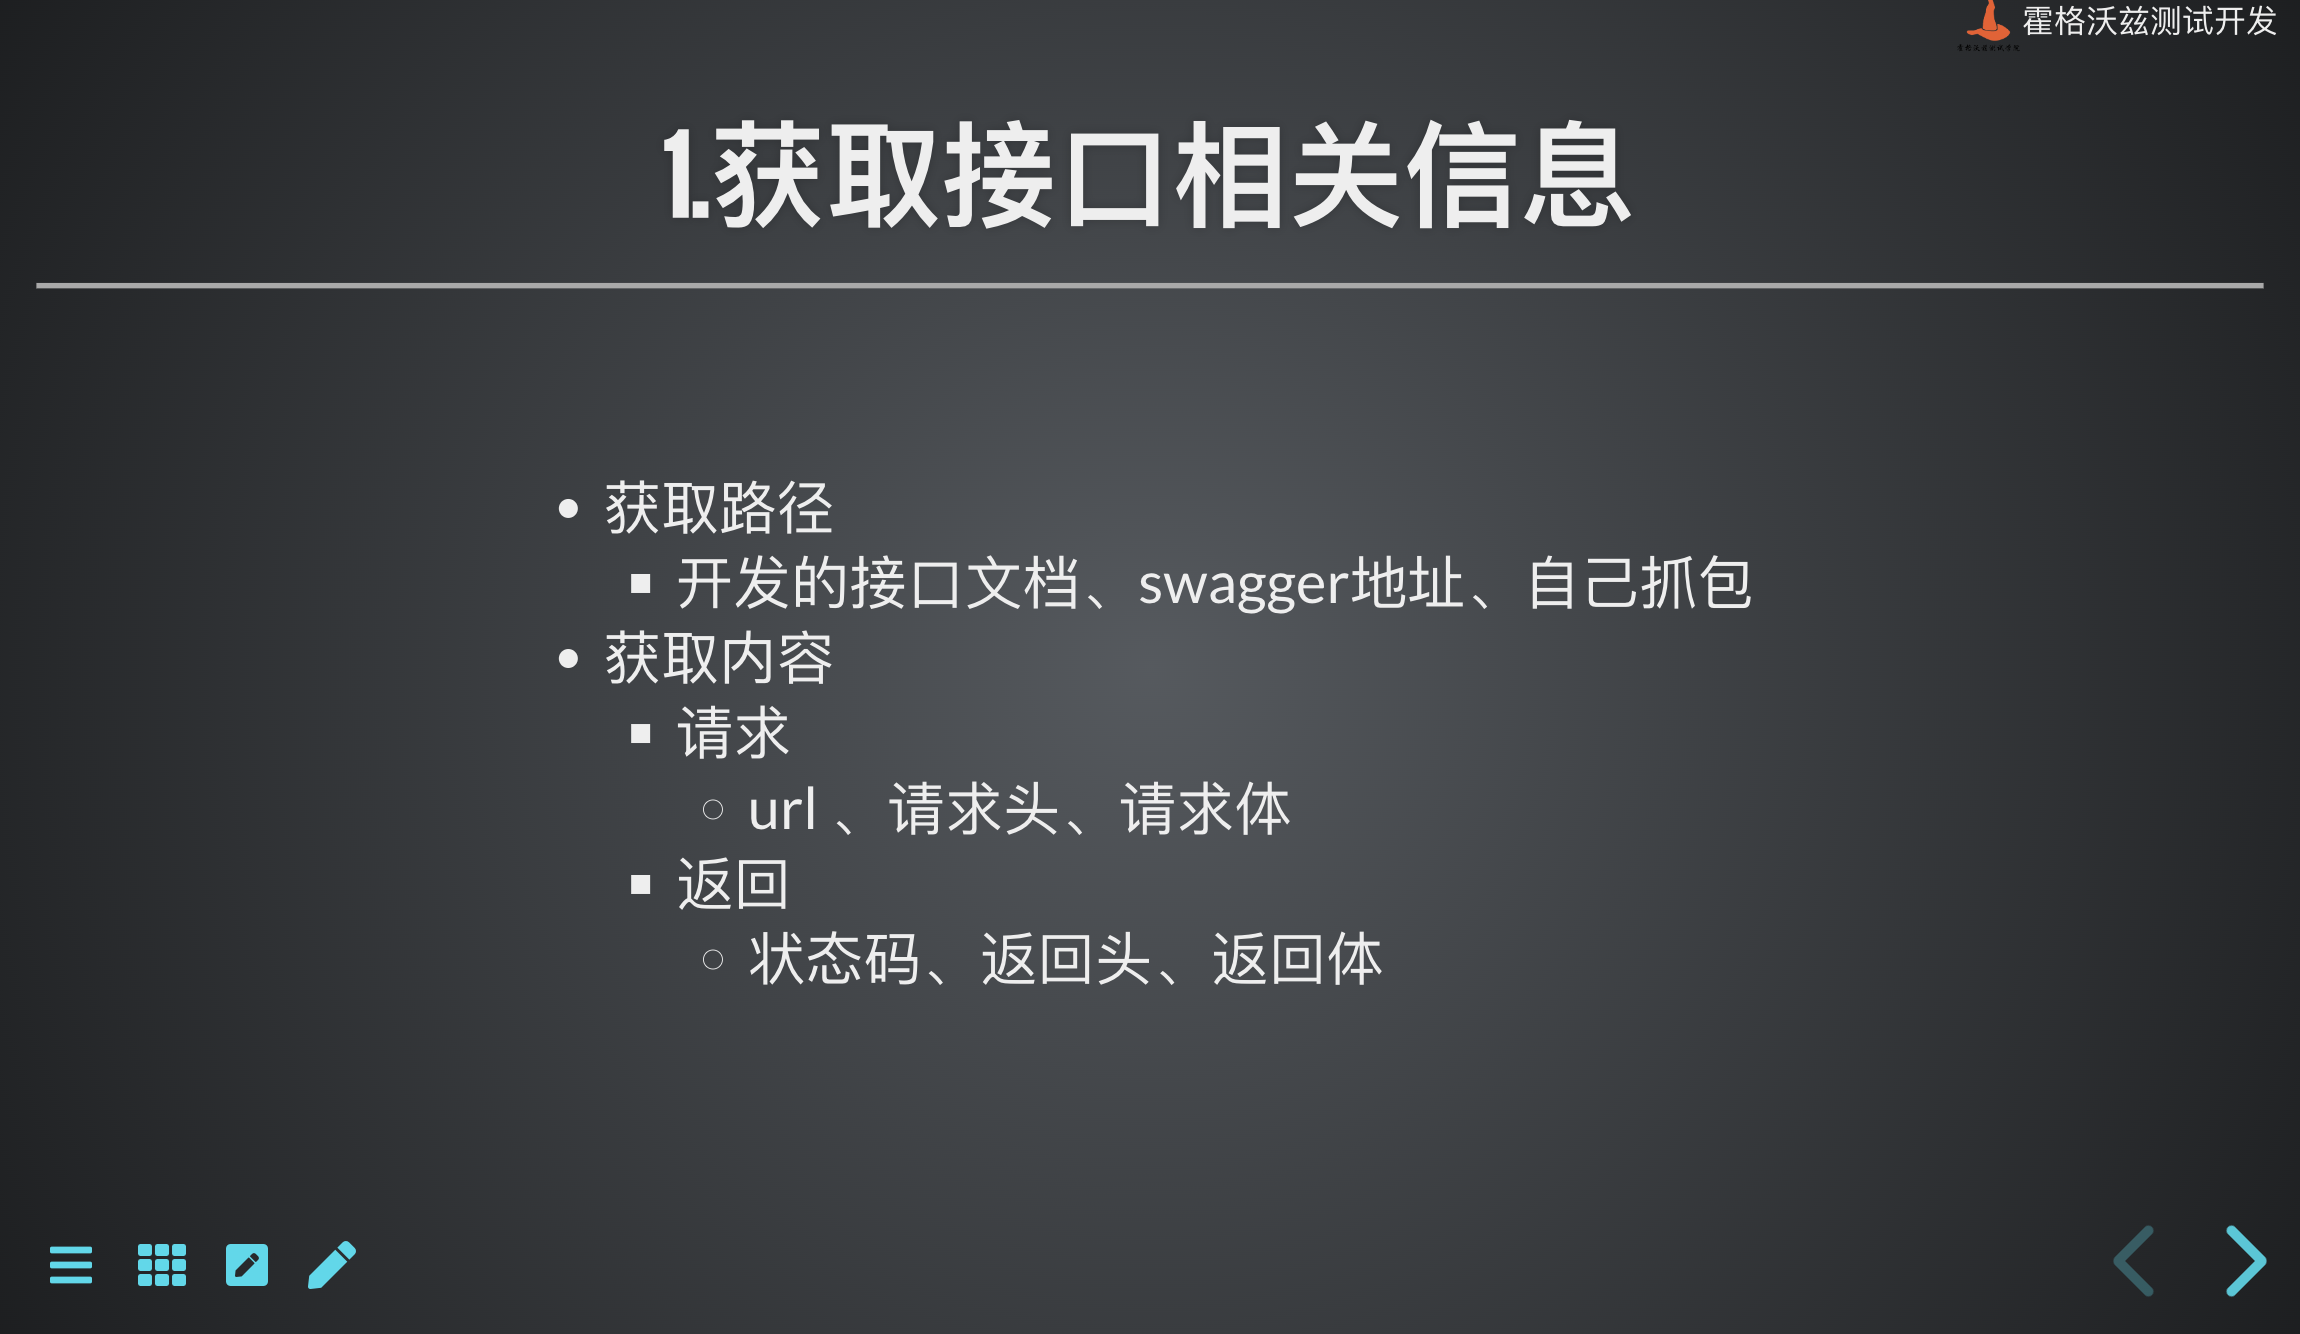 霍格沃兹测试开发
1.获取接口相关信息
获取路径
开发的接口文档、swagger地址、自己抓包
获取内容
请求
url 、请求头、请求体
返回
状态码、返回头、返回体